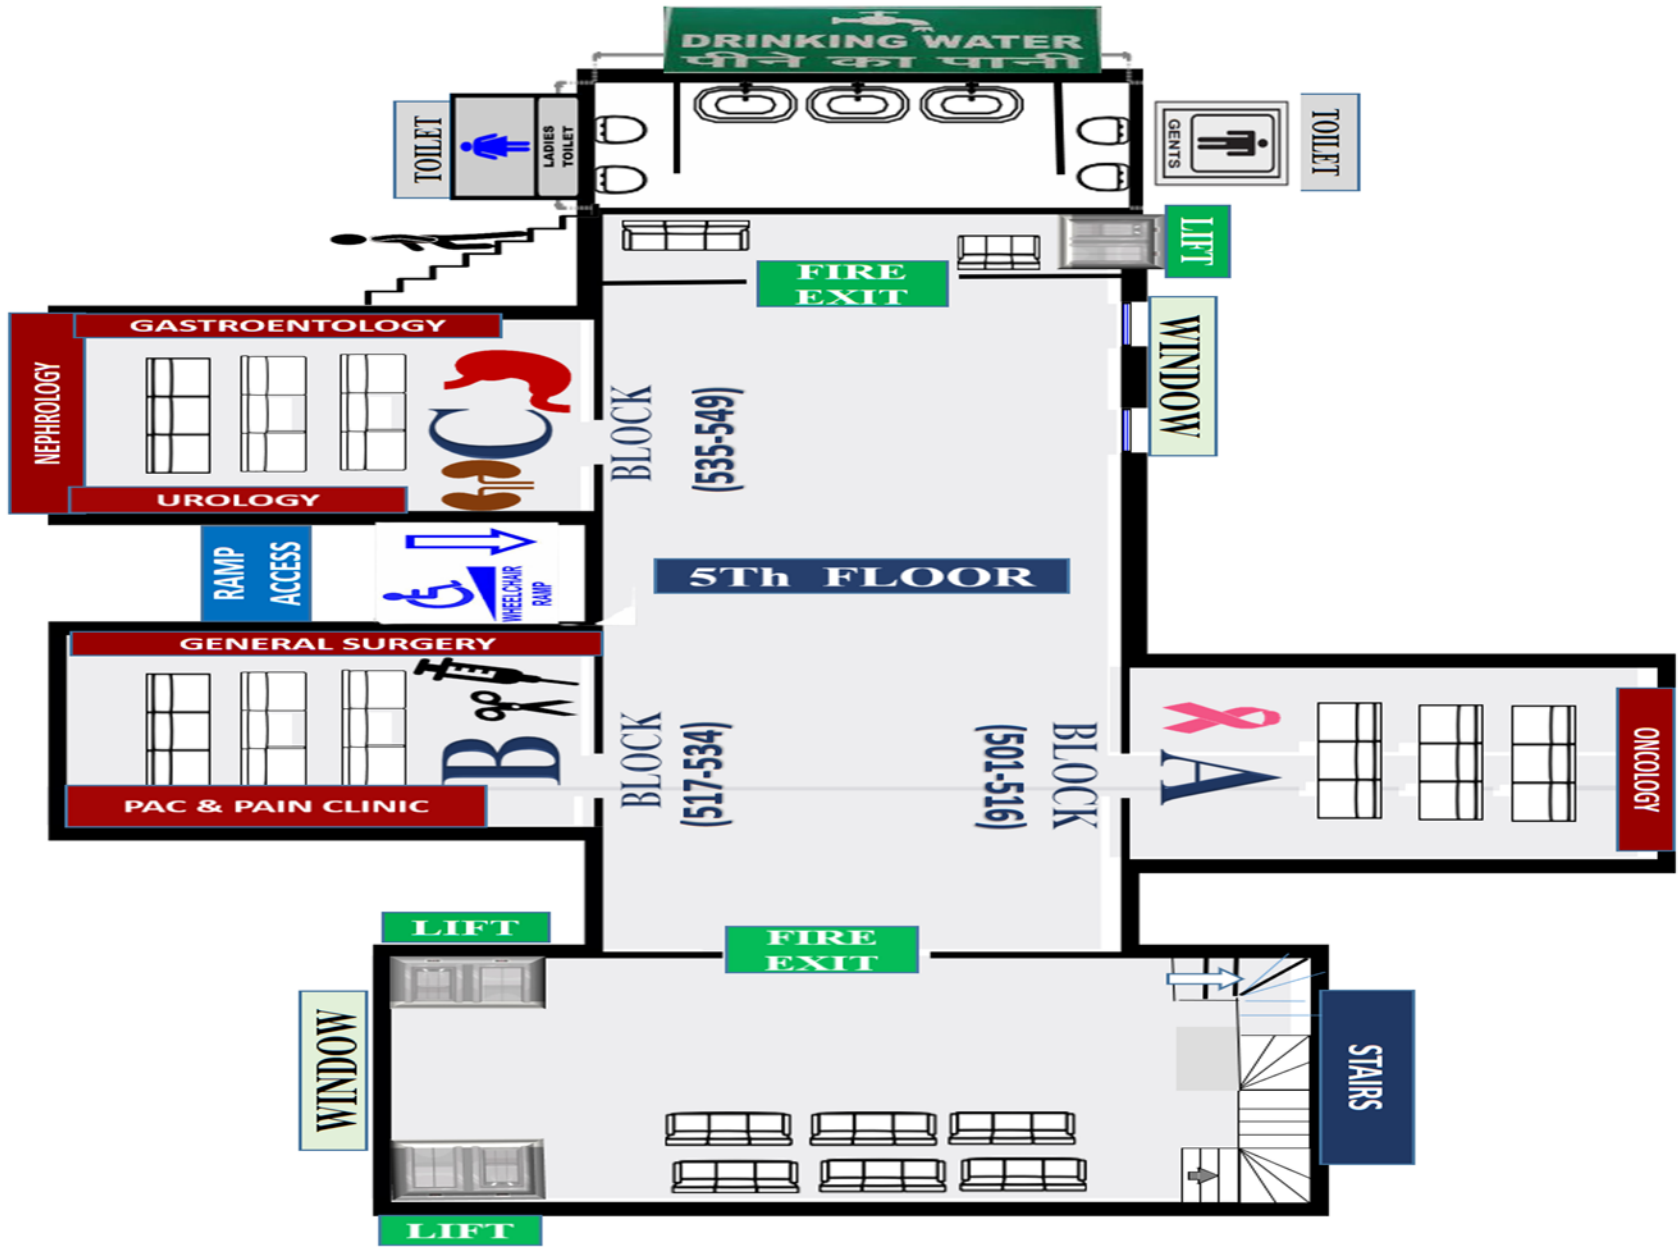 DRINKING WATER
पीने का पानी
TOILET
LADIES
TOILET
GENTS
TOILET
LIFT
FIRE
EXIT
WINDOW
GASTROENTOLOGY
NEPHROLOGY
UROLOGY
C
BLOCK
(535-549)
RAMP
ACCESS
WHEELCHAIR
RAMP
5Th FLOOR
GENERAL SURGERY
PAC & PAIN CLINIC
B
BLOCK
(517-534)
(501-516)
BLOCK
A
ONCOLOGY
LIFT
FIRE
EXIT
WINDOW
STAIRS
LIFT